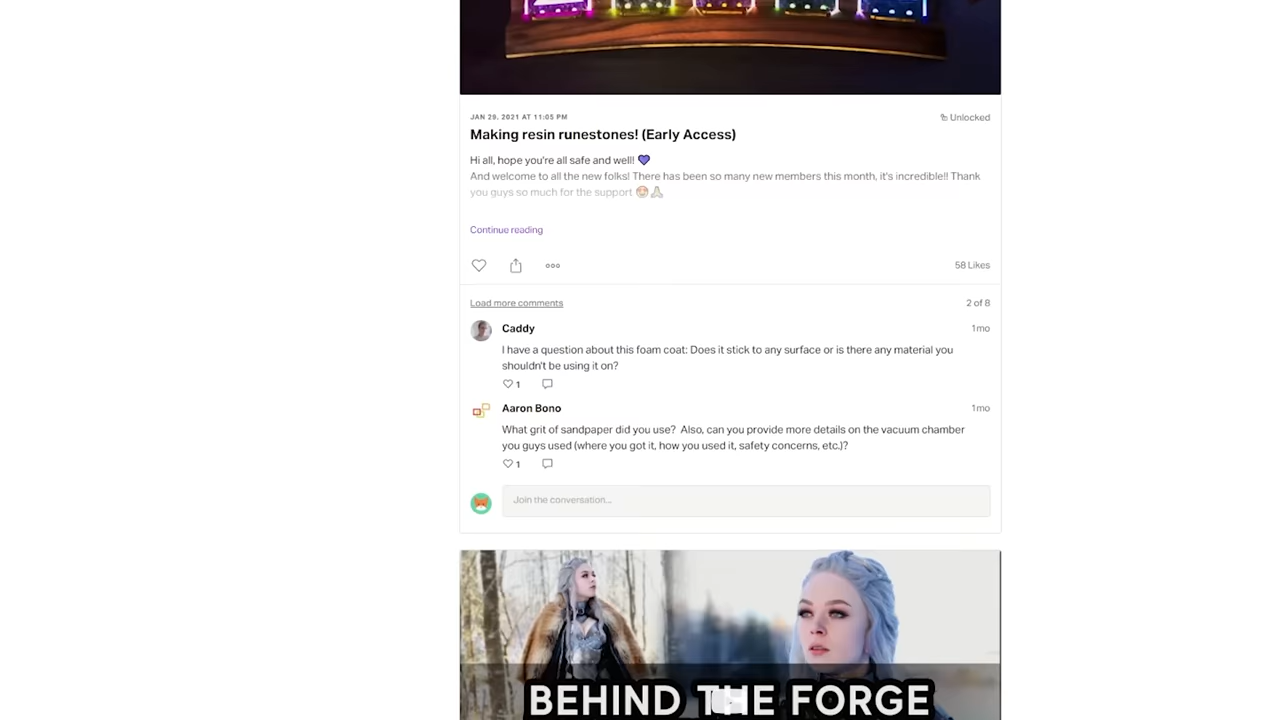 JAN 29, 2021 AT 11:05 PM
Unlocked
Making resin runestones! (Early Access)
Hi all, hope you're all safe and well! 💜
And welcome to all the new folks! There has been so many new members this month, it's incredible!! Thank
you guys so much for the support 🥰🙏
Continue reading
58 Likes
Load more comments
2 of 8
Caddy
1mo
I have a question about this foam coat: Does it stick to any surface or is there any material you
shouldn't be using it on?
1
Aaron Bono
1mo
What grit of sandpaper did you use?  Also, can you provide more details on the vacuum chamber
you guys used (where you got it, how you used it, safety concerns, etc.)?
1
Join the conversation...
BEHIND THE FORGE